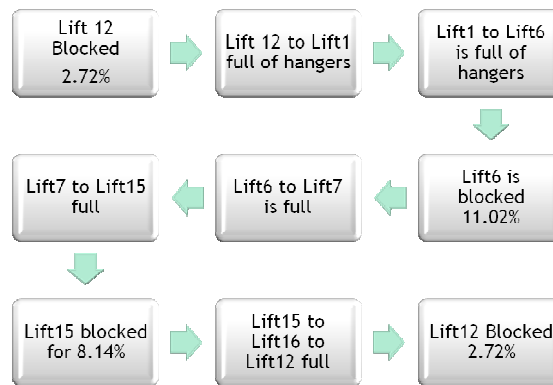 Lift 12
Blocked
2.72%
Lift 12 to Lift1
full of hangers
Lift1 to Lift6
is full of
hangers
Lift6 is
blocked
11.02%
Lift6 to Lift7
is full
Lift7 to Lift15
full
Lift15 blocked
for 8.14%
Lift15 to
Lift16 to
Lift12 full
Lift12 Blocked
2.72%